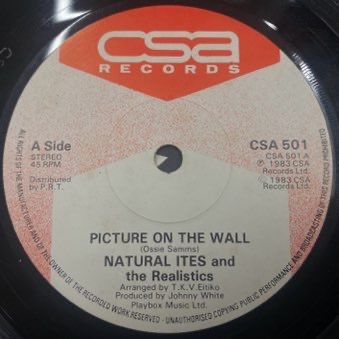 csa
RECORDS
A Side
STEREO
45 RPM
Distributed
by P.R.T.
CSA 501
CSA 501 A
℗ 1983 CSA
Records Ltd.
© 1983 CSA
Records Ltd.
PICTURE ON THE WALL
(Ossie Samms)
NATURAL ITES and
the Realistics
Arranged by T.K.V.Eitiko
Produced by Johnny White
Playbox Music Ltd.
ALL RIGHTS OF THE MANUFACTURER AND OF THE OWNER OF THE RECORDED WORK RESERVED - UNAUTHORISED COPYING PUBLIC PERFORMANCE AND BROADCASTING OF THIS RECORD PROHIBITED.